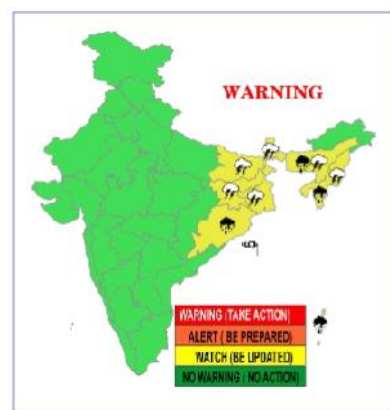 WARNING
WARNING (TAKE ACTION)
ALERT ( BE PREPARED)
WATCH (BE UPDATED)
NO WARNING ( NO ACTION)